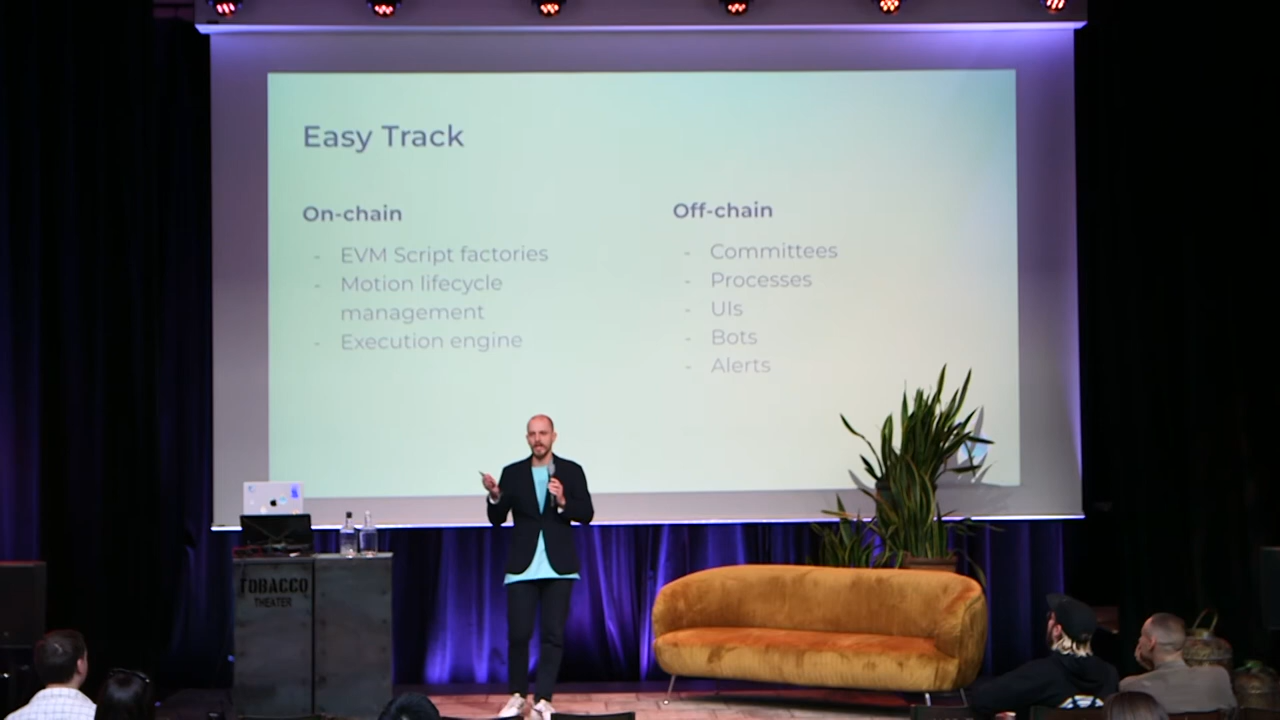 Easy Track
On-chain
- EVM Script factories
- Motion lifecycle
management
- Execution engine
Off-chain
- Committees
- Processes
- UIs
- Bots
- Alerts
TOBACCO
THEATER